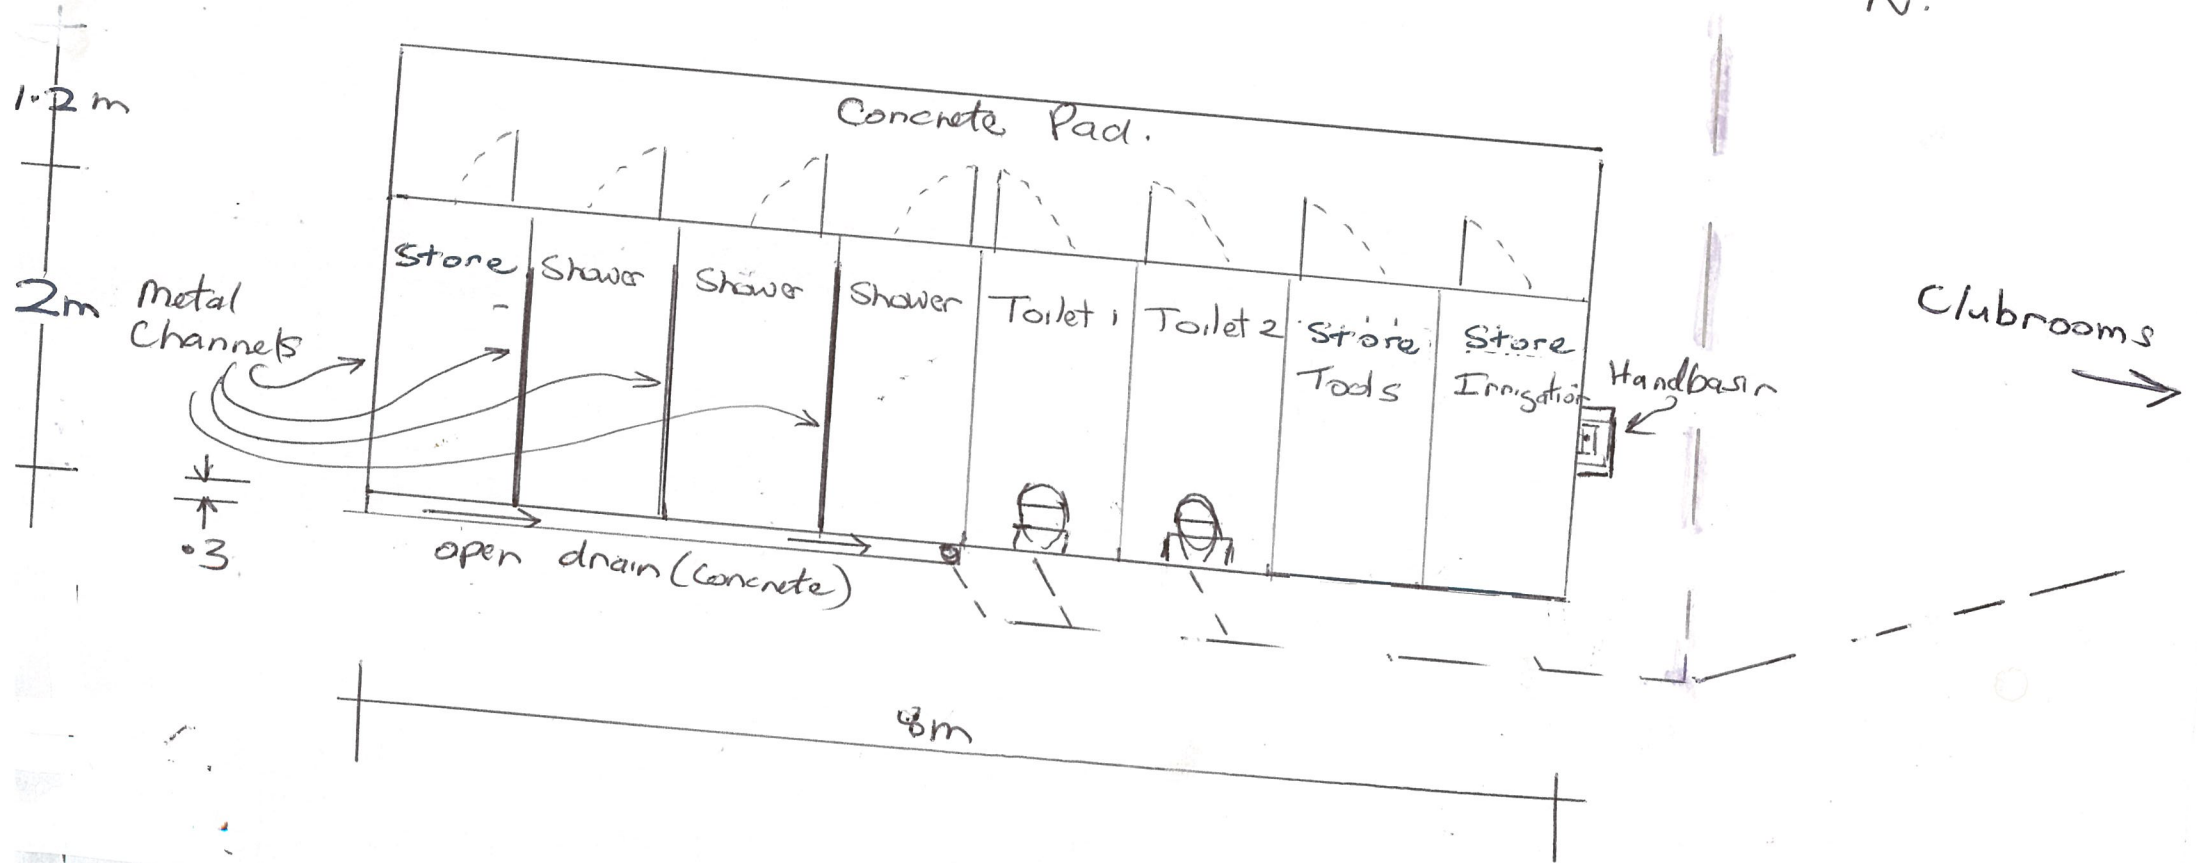 N.
1.2 m
Concrete Pad.
2m
Metal
Channels
Store
Shower
Shower
Shower
Toilet 1
Toilet 2
Store
Tools
Store
Irrigation
Handbasin
Clubrooms
.3
open drain (concrete)
8m